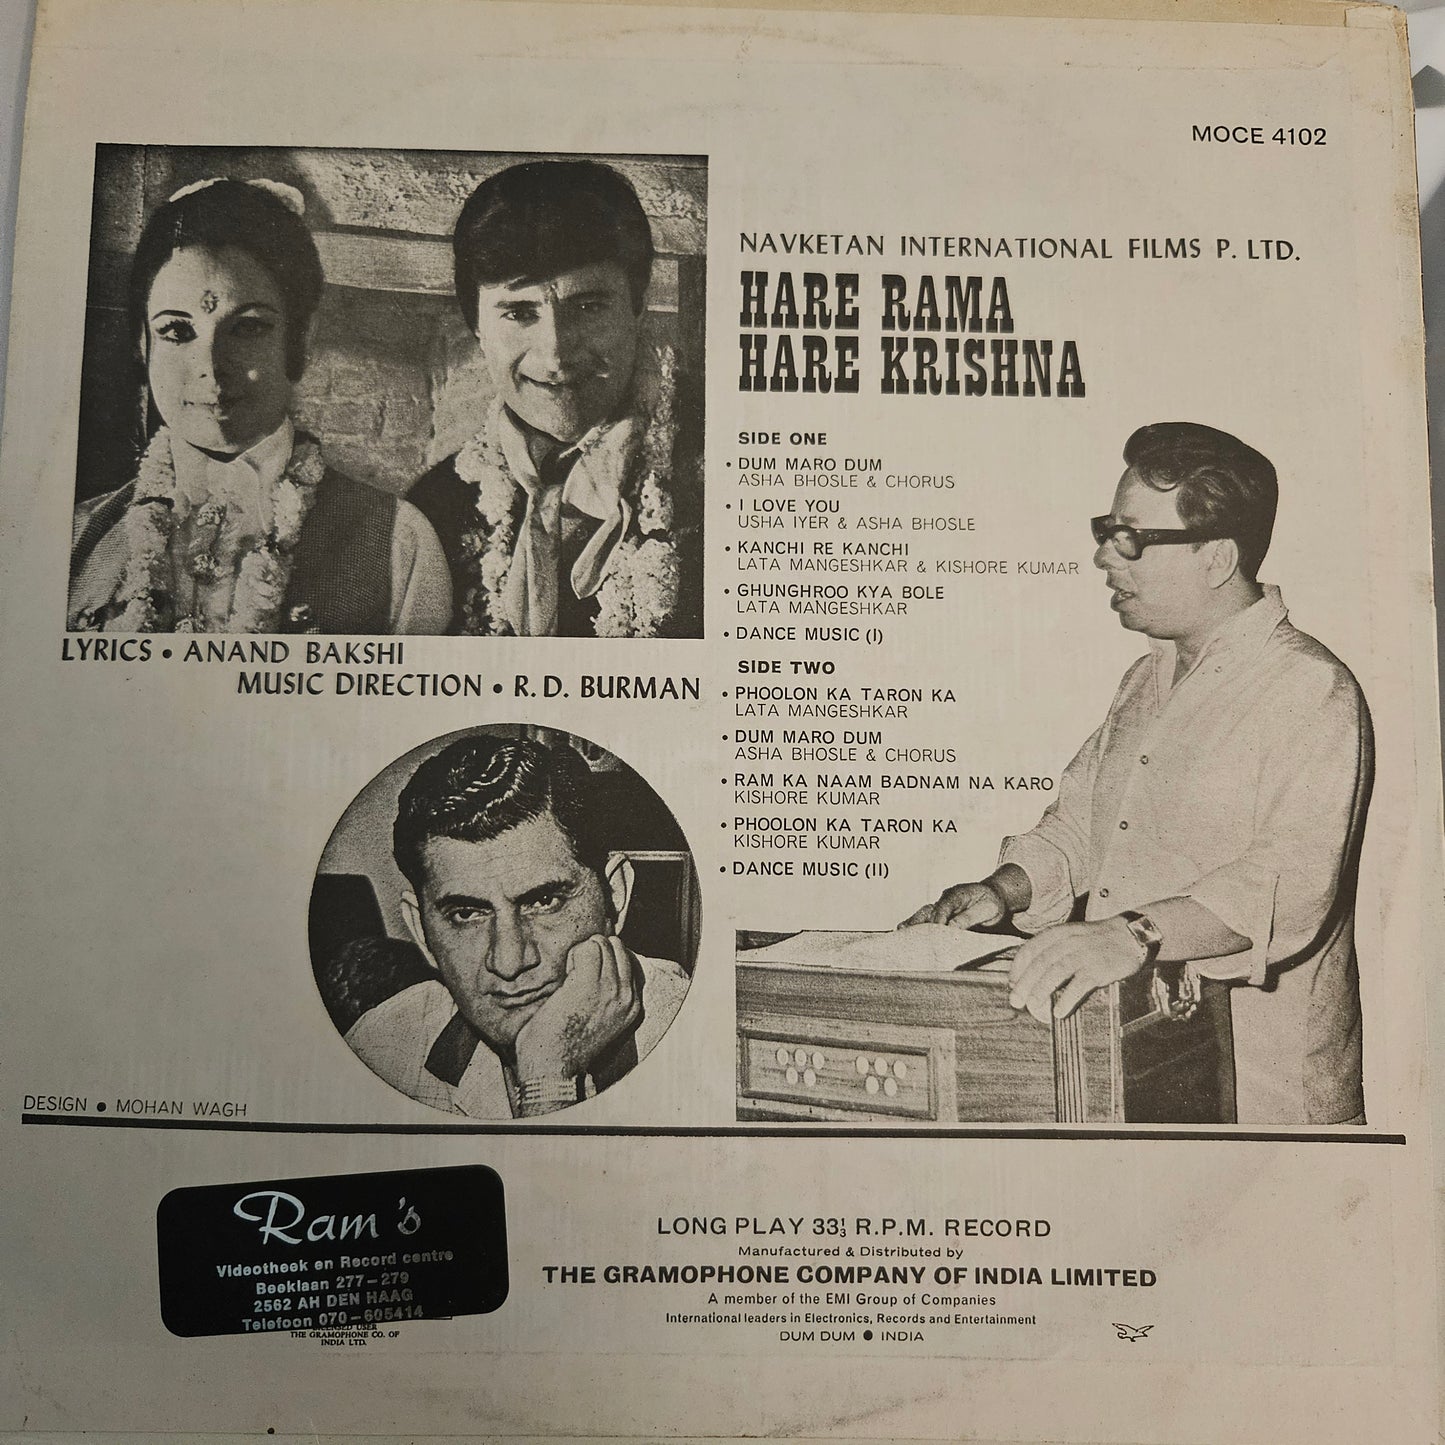 MOCE 4102
NAVKETAN INTERNATIONAL FILMS P. LTD.
HARE RAMA
HARE KRISHNA
SIDE ONE
• DUM MARO DUM
ASHA BHOSLE & CHORUS
• I LOVE YOU
USHA IYER & ASHA BHOSLE
• KANCHI RE KANCHI
LATA MANGESHKAR & KISHORE KUMAR
• GHUNGHROO KYA BOLE
LATA MANGESHKAR
• DANCE MUSIC (I)
SIDE TWO
• PHOOLON KA TARON KA
LATA MANGESHKAR
• DUM MARO DUM
ASHA BHOSLE & CHORUS
• RAM KA NAAM BADNAM NA KARO
KISHORE KUMAR
• PHOOLON KA TARON KA
KISHORE KUMAR
• DANCE MUSIC (II)
LYRICS • ANAND BAKSHI
MUSIC DIRECTION • R. D. BURMAN
DESIGN • MOHAN WAGH
Ram's
Videotheek en Record centre
Beeklaan 277-279
2562 AH DEN HAAG
Telefoon 070-605414
USER
THE GRAMOPHONE CO. OF
INDIA LTD.
LONG PLAY 33⅓ R.P.M. RECORD
Manufactured & Distributed by
THE GRAMOPHONE COMPANY OF INDIA LIMITED
A member of the EMI Group of Companies
International leaders in Electronics, Records and Entertainment
DUM DUM • INDIA